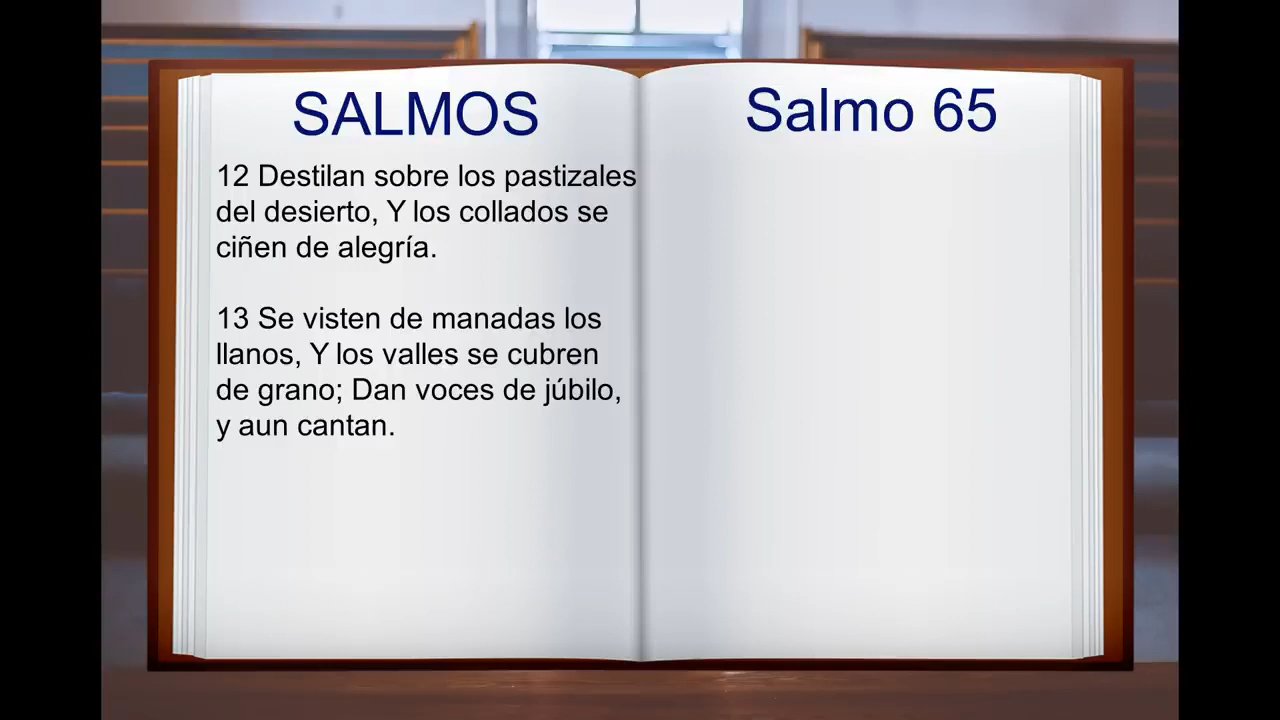 SALMOS
12 Destilan sobre los pastizales
del desierto, Y los collados se
ciñen de alegría.
13 Se visten de manadas los
llanos, Y los valles se cubren
de grano; Dan voces de júbilo,
y aun cantan.
Salmo 65